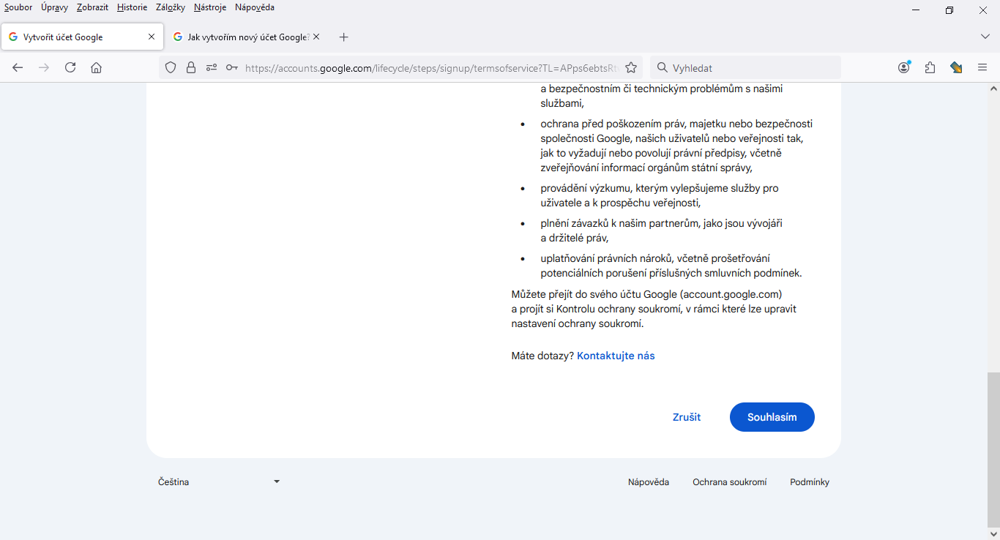 Soubor Úpravy Zobrazit Historie Záložky Nástroje Nápověda
Vytvořit účet Google
Jak vytvořím nový účet Google?
https://accounts.google.com/lifecycle/steps/signup/termsofservice?TL=APps6ebtsRt
Vyhledat
a bezpečnostním či technickým problémům s našimi
službami,
• ochrana před poškozením práv, majetku nebo bezpečnosti
společnosti Google, našich uživatelů nebo veřejnosti tak,
jak to vyžadují nebo povolují právní předpisy, včetně
zveřejňování informací orgánům státní správy,
• provádění výzkumu, kterým vylepšujeme služby pro
uživatele a k prospěchu veřejnosti,
• plnění závazků k našim partnerům, jako jsou vývojáři
a držitelé práv,
• uplatňování právních nároků, včetně prošetřování
potenciálních porušení příslušných smluvních podmínek.
Můžete přejít do svého účtu Google (account.google.com)
a projít si Kontrolu ochrany soukromí, v rámci které lze upravit
nastavení ochrany soukromí.
Máte dotazy? Kontaktujte nás
Zrušit
Souhlasím
Čeština
Nápověda
Ochrana soukromí
Podmínky